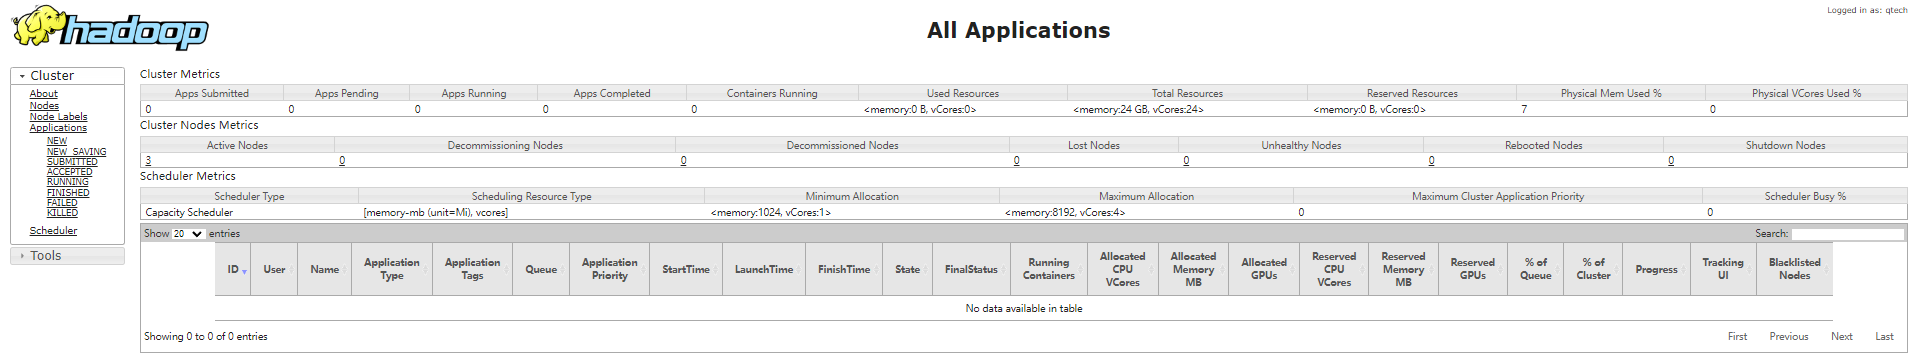 hadoop
Logged in as: qtech
All Applications
Cluster
About
Nodes
Node Labels
Applications
NEW
NEW_SAVING
SUBMITTED
ACCEPTED
RUNNING
FINISHED
FAILED
KILLED
Scheduler
Tools
Cluster Metrics
Apps Submitted Apps Pending Apps Running Apps Completed Containers Running Used Resources Total Resources Reserved Resources Physical Mem Used % Physical VCores Used %
0 0 0 0 0 <memory:0 B, vCores:0> <memory:24 GB, vCores:24> <memory:0 B, vCores:0> 7 0
Cluster Nodes Metrics
Active Nodes Decommissioning Nodes Decommissioned Nodes Lost Nodes Unhealthy Nodes Rebooted Nodes Shutdown Nodes
3 0 0 0 0 0 0
Scheduler Metrics
Scheduler Type Scheduling Resource Type Minimum Allocation Maximum Allocation Maximum Cluster Application Priority Scheduler Busy %
Capacity Scheduler [memory-mb (unit=Mi), vcores] <memory:1024, vCores:1> <memory:8192, vCores:4> 0 0
Show 20 entries Search:
ID User Name Application Type Application Tags Queue Application Priority StartTime LaunchTime FinishTime State FinalStatus Running Containers Allocated CPU VCores Allocated Memory MB Allocated GPUs Reserved CPU VCores Reserved Memory MB Reserved GPUs % of Queue % of Cluster Progress Tracking UI Blacklisted Nodes
No data available in table
Showing 0 to 0 of 0 entries First Previous Next Last